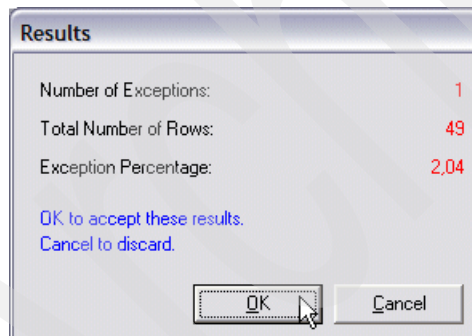 Results
Number of Exceptions: 1
Total Number of Rows: 49
Exception Percentage: 2,04
OK to accept these results.
Cancel to discard.
OK Cancel